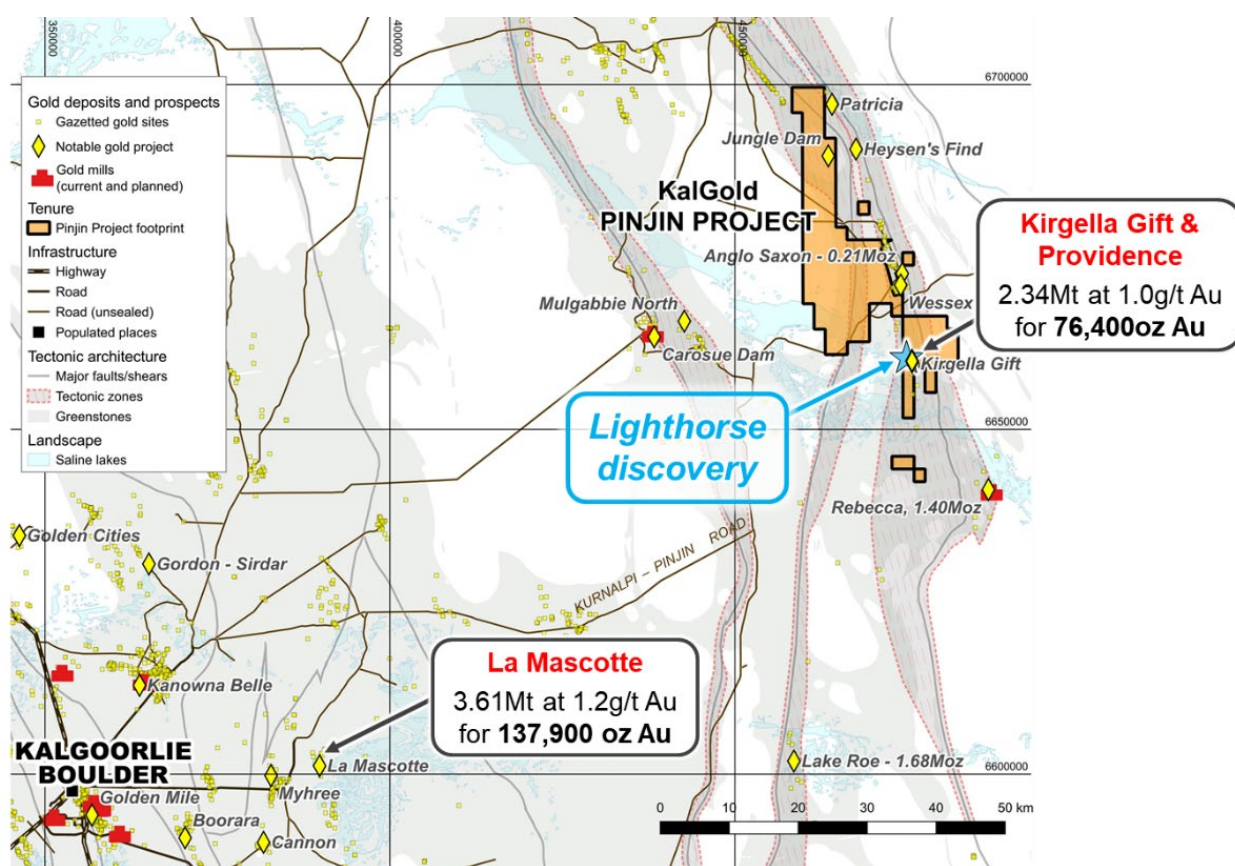 350000
400000
450000
6700000
6650000
6600000
Gold deposits and prospects
Gazetted gold sites
Notable gold project
Gold mills
(current and planned)
Tenure
Pinjin Project footprint
Infrastructure
Highway
Road
Road (unsealed)
Populated places
Tectonic architecture
Major faults/shears
Tectonic zones
Greenstones
Landscape
Saline lakes
Patricia
Jungle Dam
Heysen's Find
KalGold
PINJIN PROJECT
Anglo Saxon - 0.21Moz
Wessex
Kirgella Gift &
Providence
2.34Mt at 1.0g/t Au
for 76,400oz Au
Mulgabbie North
Carosue Dam
Kirgella Gift
Lighthorse
discovery
Rebecca, 1.40Moz
Golden Cities
Gordon - Sirdar
KURNALPI – PINJIN ROAD
La Mascotte
3.61Mt at 1.2g/t Au
for 137,900 oz Au
Kanowna Belle
KALGOORLIE
BOULDER
La Mascotte
Lake Roe - 1.68Moz
Golden Mile
Myhree
Boorara
Cannon
0 10 20 30 40 50 km